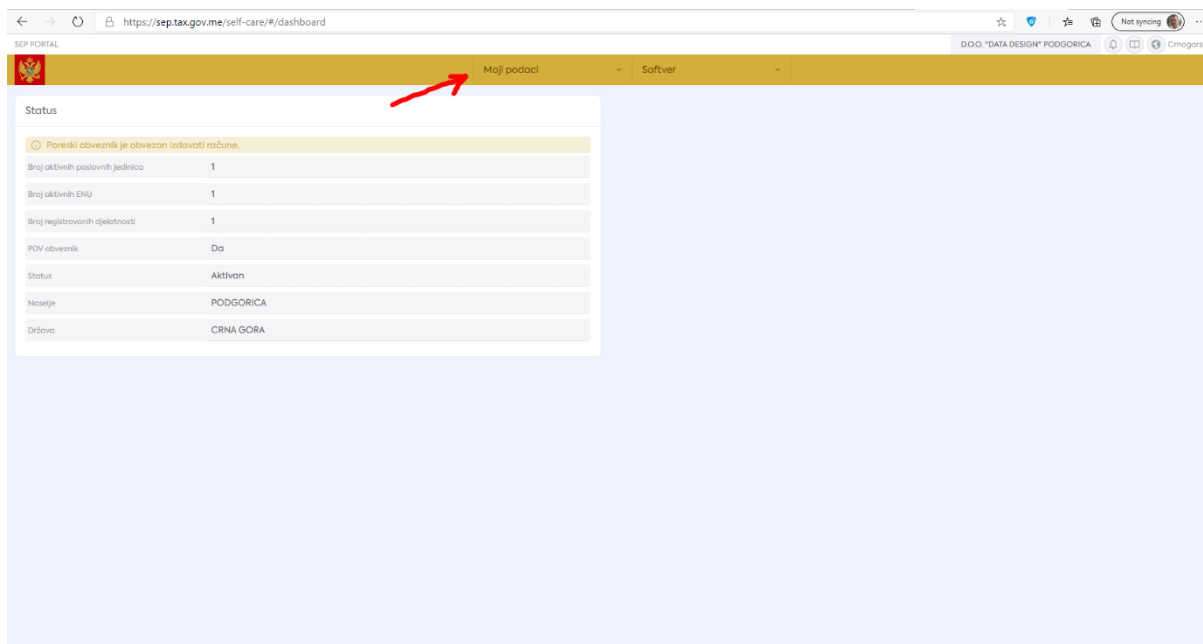 https://sep.tax.gov.me/self-care/#/dashboard
Not syncing
SEP PORTAL
D.O.O. "DATA DESIGN" PODGORICA
Crnogors
Moji podaci
Softver
Status
Poreski obveznik je obvezan izdavati račune.
Broj aktivnih poslovnih jedinica 1
Broj aktivnih ENU 1
Broj registrovanih djelatnosti 1
PDV obveznik Da
Status Aktivan
Naselje PODGORICA
Država CRNA GORA